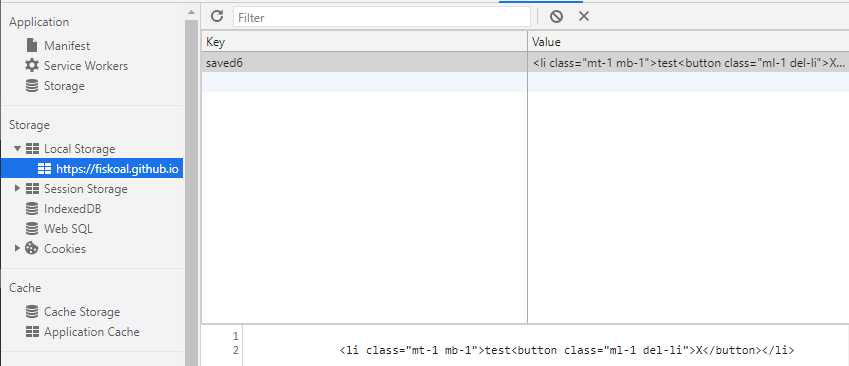 Application
Manifest
Service Workers
Storage
Storage
Local Storage
https://fiskoal.github.io
Session Storage
IndexedDB
Web SQL
Cookies
Cache
Cache Storage
Application Cache
Filter
Key Value
saved6 <li class="mt-1 mb-1">test<button class="ml-1 del-li">X...
1
2 <li class="mt-1 mb-1">test<button class="ml-1 del-li">X</button></li>